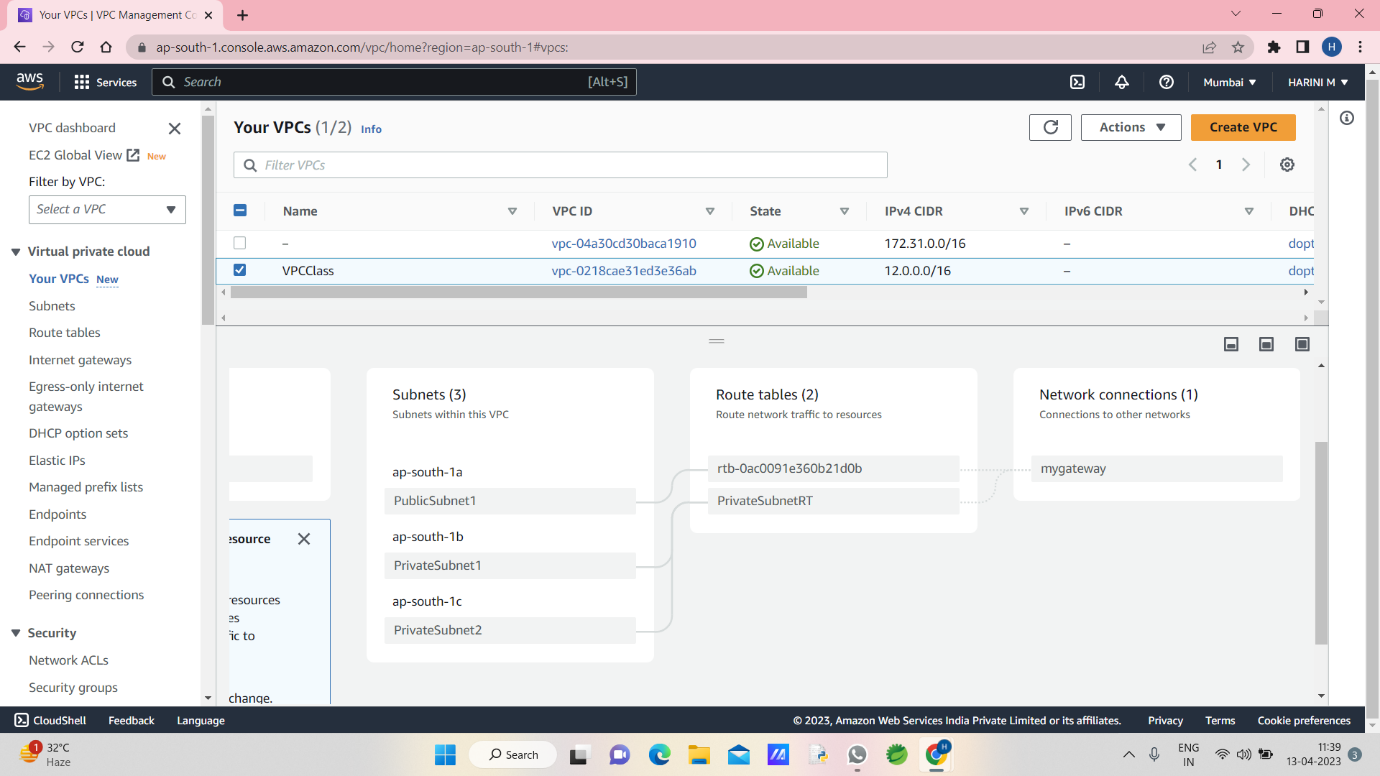 Your VPCs | VPC Management Co
ap-south-1.console.aws.amazon.com/vpc/home?region=ap-south-1#vpcs:
H
aws
Services
Search
[Alt+S]
Mumbai
HARINI M
VPC dashboard
EC2 Global View
New
Filter by VPC:
Select a VPC
Virtual private cloud
Your VPCs
New
Subnets
Route tables
Internet gateways
Egress-only internet
gateways
DHCP option sets
Elastic IPs
Managed prefix lists
Endpoints
Endpoint services
NAT gateways
Peering connections
Security
Network ACLs
Security groups
Your VPCs (1/2) Info
Actions
Create VPC
Filter VPCs
1
Name VPC ID State IPv4 CIDR IPv6 CIDR DHC
– vpc-04a30cd30baca1910 Available 172.31.0.0/16 – dopt
VPCClass vpc-0218cae31ed3e36ab Available 12.0.0.0/16 – dopt
esource
resources
es
fic to
change.
Subnets (3)
Subnets within this VPC
ap-south-1a
PublicSubnet1
ap-south-1b
PrivateSubnet1
ap-south-1c
PrivateSubnet2
Route tables (2)
Route network traffic to resources
rtb-0ac0091e360b21d0b
PrivateSubnetRT
Network connections (1)
Connections to other networks
mygateway
CloudShell Feedback Language
© 2023, Amazon Web Services India Private Limited or its affiliates. Privacy Terms Cookie preferences
1
32°C
Haze
Search
H
ENG
IN
11:39
13-04-2023
3